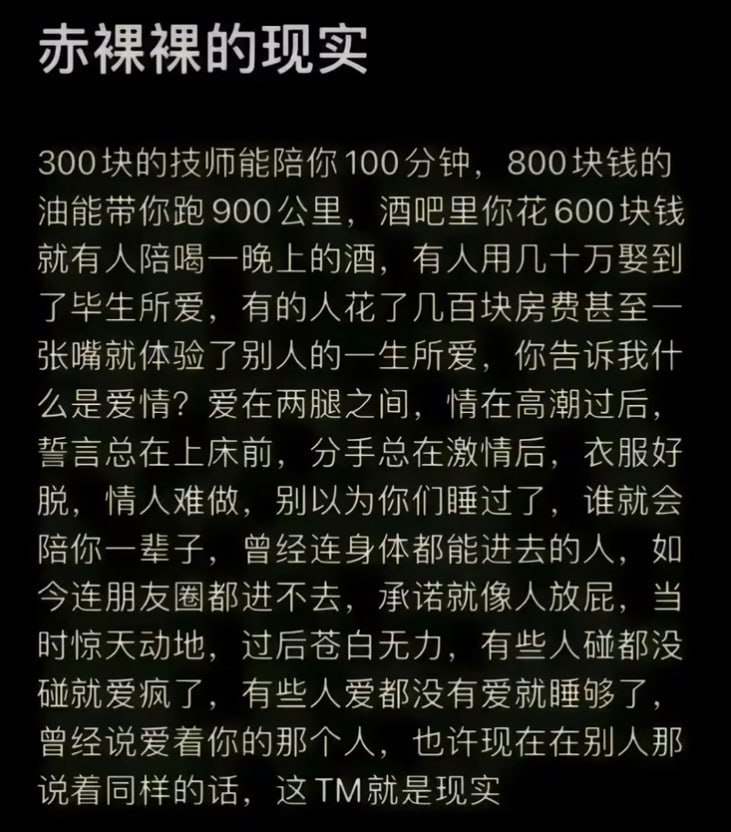 赤裸裸的现实
300块的技师能陪你100分钟，800块钱的
油能带你跑900公里，酒吧里你花600块钱
就有人陪喝一晚上的酒，有人用几十万娶到
了毕生所爱，有的人花了几百块房费甚至一
张嘴就体验了别人的一生所爱，你告诉我什
么是爱情？爱在两腿之间，情在高潮过后，
誓言总在上床前，分手总在激情后，衣服好
脱，情人难做，别以为你们睡过了，谁就会
陪你一辈子，曾经连身体都能进去的人，如
今连朋友圈都进不去，承诺就像人放屁，当
时惊天动地，过后苍白无力，有些人碰都没
碰就爱疯了，有些人爱都没有爱就睡够了，
曾经说爱着你的那个人，也许现在在别人那
说着同样的话，这TM就是现实